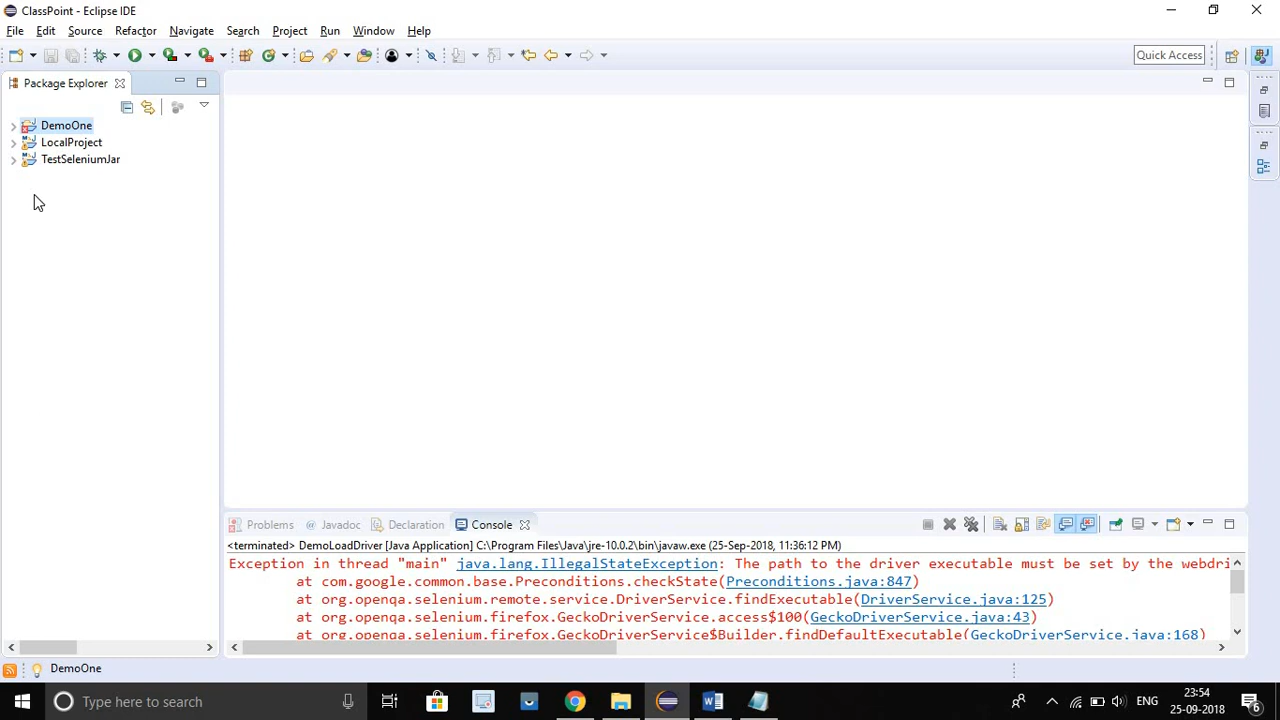 ClassPoint - Eclipse IDE
File Edit Source Refactor Navigate Search Project Run Window Help
Quick Access
Package Explorer
DemoOne
LocalProject
TestSeleniumJar
Problems Javadoc Declaration Console
<terminated> DemoLoadDriver [Java Application] C:\Program Files\Java\jre-10.0.2\bin\javaw.exe (25-Sep-2018, 11:36:12 PM)
Exception in thread "main" java.lang.IllegalStateException: The path to the driver executable must be set by the webdri
at com.google.common.base.Preconditions.checkState(Preconditions.java:847)
at org.openqa.selenium.remote.service.DriverService.findExecutable(DriverService.java:125)
at org.openqa.selenium.firefox.GeckoDriverService.access$100(GeckoDriverService.java:43)
at org.openqa.selenium.firefox.GeckoDriverService$Builder.findDefaultExecutable(GeckoDriverService.java:168)
DemoOne
Type here to search
ENG
23:54
25-09-2018
6